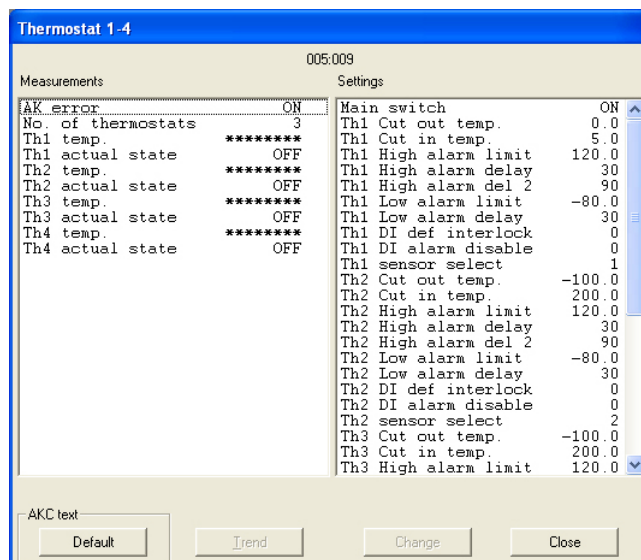 Thermostat 1-4
005:009
Measurements
AK error ON
No. of thermostats 3
Th1 temp. ********
Th1 actual state OFF
Th2 temp. ********
Th2 actual state OFF
Th3 temp. ********
Th3 actual state OFF
Th4 temp. ********
Th4 actual state OFF
Settings
Main switch ON
Th1 Cut out temp. 0.0
Th1 Cut in temp. 5.0
Th1 High alarm limit 120.0
Th1 High alarm delay 30
Th1 High alarm del 2 90
Th1 Low alarm limit -80.0
Th1 Low alarm delay 30
Th1 DI def interlock 0
Th1 DI alarm disable 0
Th1 sensor select 1
Th2 Cut out temp. -100.0
Th2 Cut in temp. 200.0
Th2 High alarm limit 120.0
Th2 High alarm delay 30
Th2 High alarm del 2 90
Th2 Low alarm limit -80.0
Th2 Low alarm delay 30
Th2 DI def interlock 0
Th2 DI alarm disable 0
Th2 sensor select 2
Th3 Cut out temp. -100.0
Th3 Cut in temp. 200.0
Th3 High alarm limit 120.0
AKC text
Default Trend Change Close